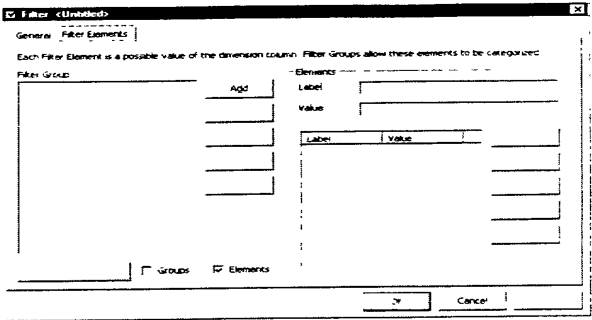 Filter <Untitled>
General Filter Elements
Each Filter Element is a possible value of the dimension column. Filter Groups allow these elements to be categorized
Filter Group
Elements
Add
Label
Value
Label Value
Groups Elements
Cancel